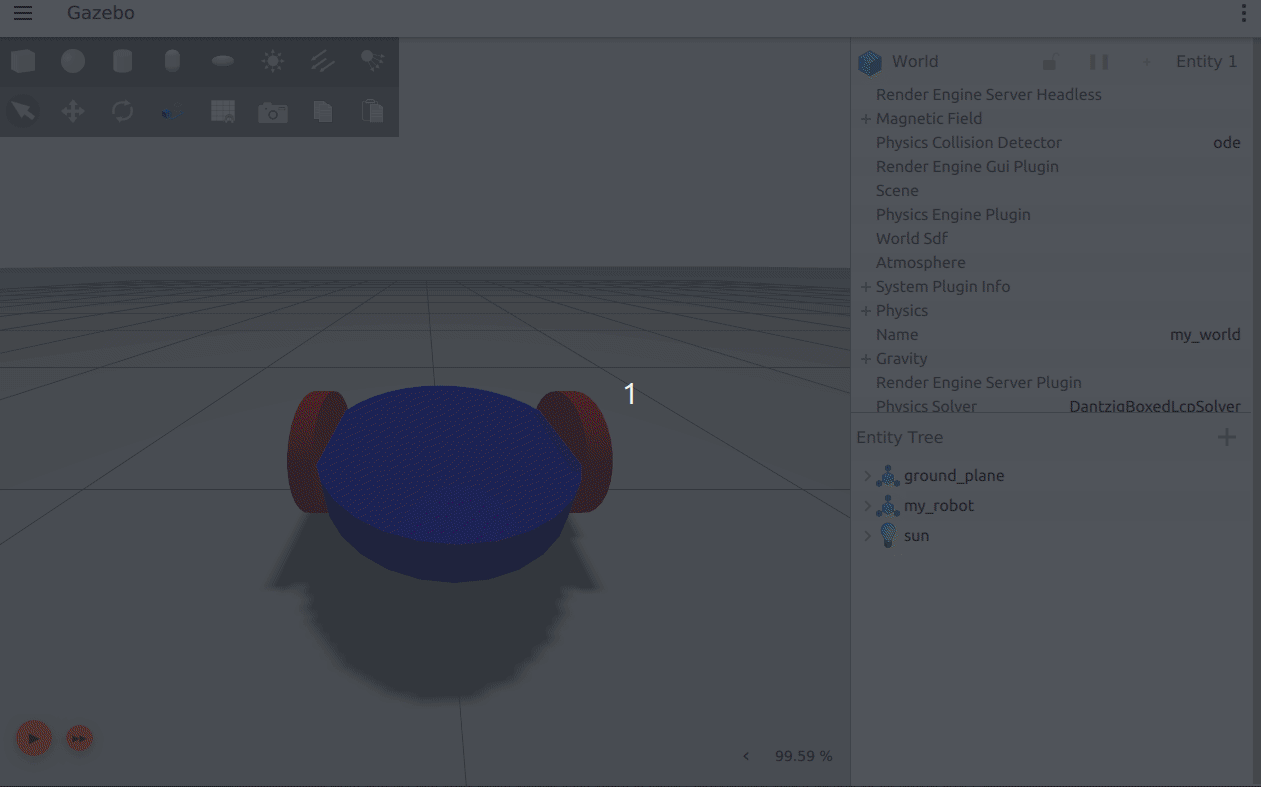 Gazebo
World Entity 1
Render Engine Server Headless
Magnetic Field
Physics Collision Detector ode
Render Engine Gui Plugin
Scene
Physics Engine Plugin
World Sdf
Atmosphere
System Plugin Info
Physics
Name my_world
Gravity
Render Engine Server Plugin
Physics Solver DantzigBoxedLcpSolver
1
Entity Tree
ground_plane
my_robot
sun
99.59 %